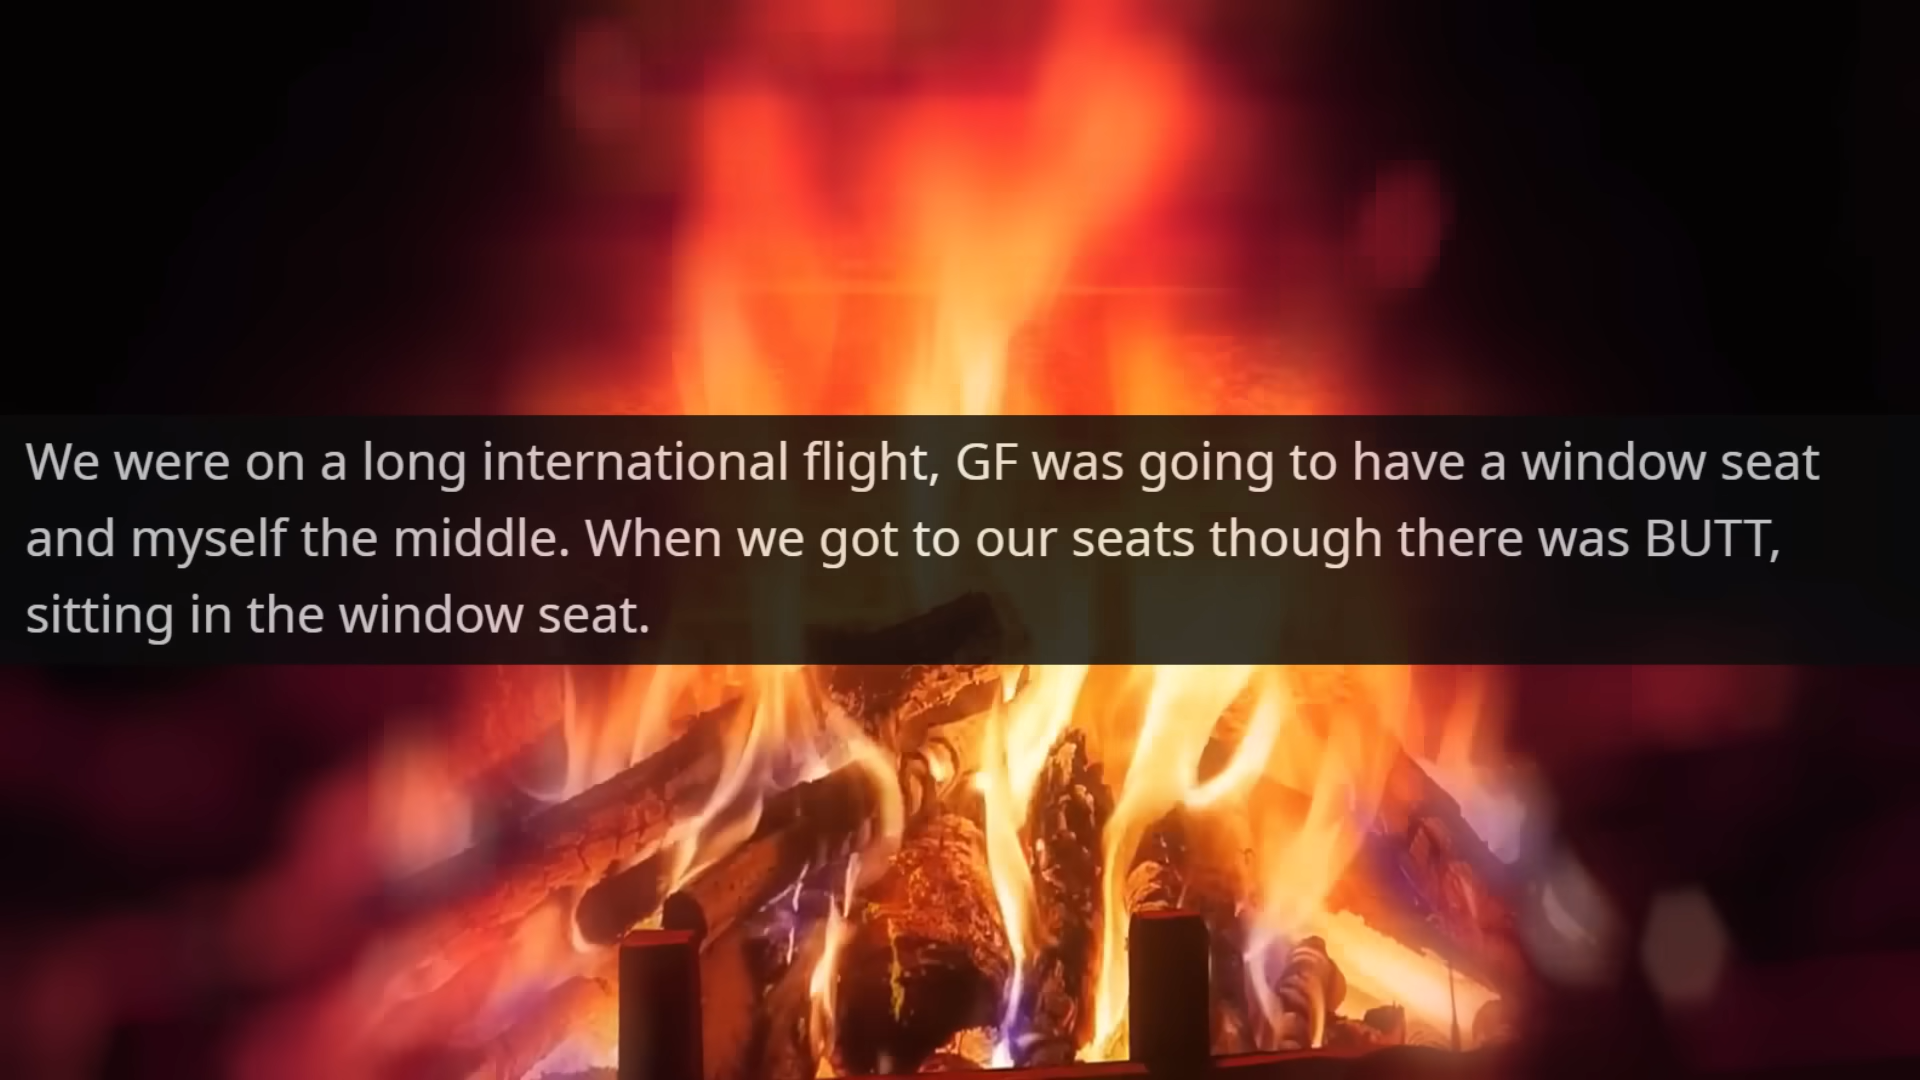 We were on a long international flight, GF was going to have a window seat
and myself the middle. When we got to our seats though there was BUTT,
sitting in the window seat.